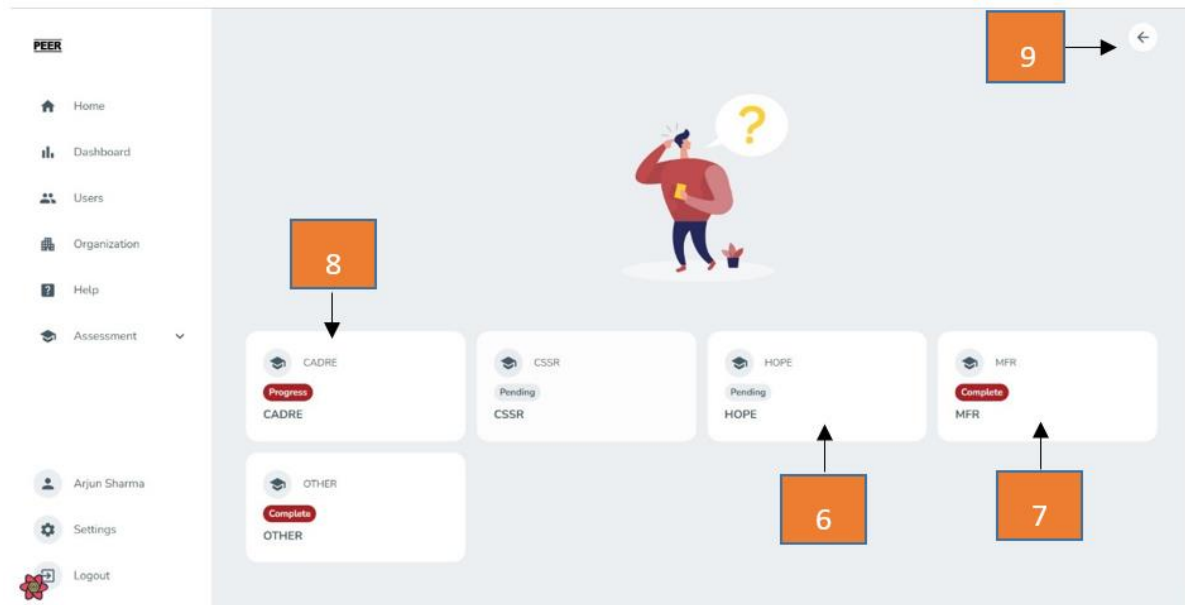 PEER
Home
Dashboard
Users
Organization
Help
Assessment
Arjun Sharma
Settings
Logout
9
?
8
CADRE
Progress
CADRE
CSSR
Pending
CSSR
HOPE
Pending
HOPE
MFR
Complete
MFR
OTHER
Complete
OTHER
6
7